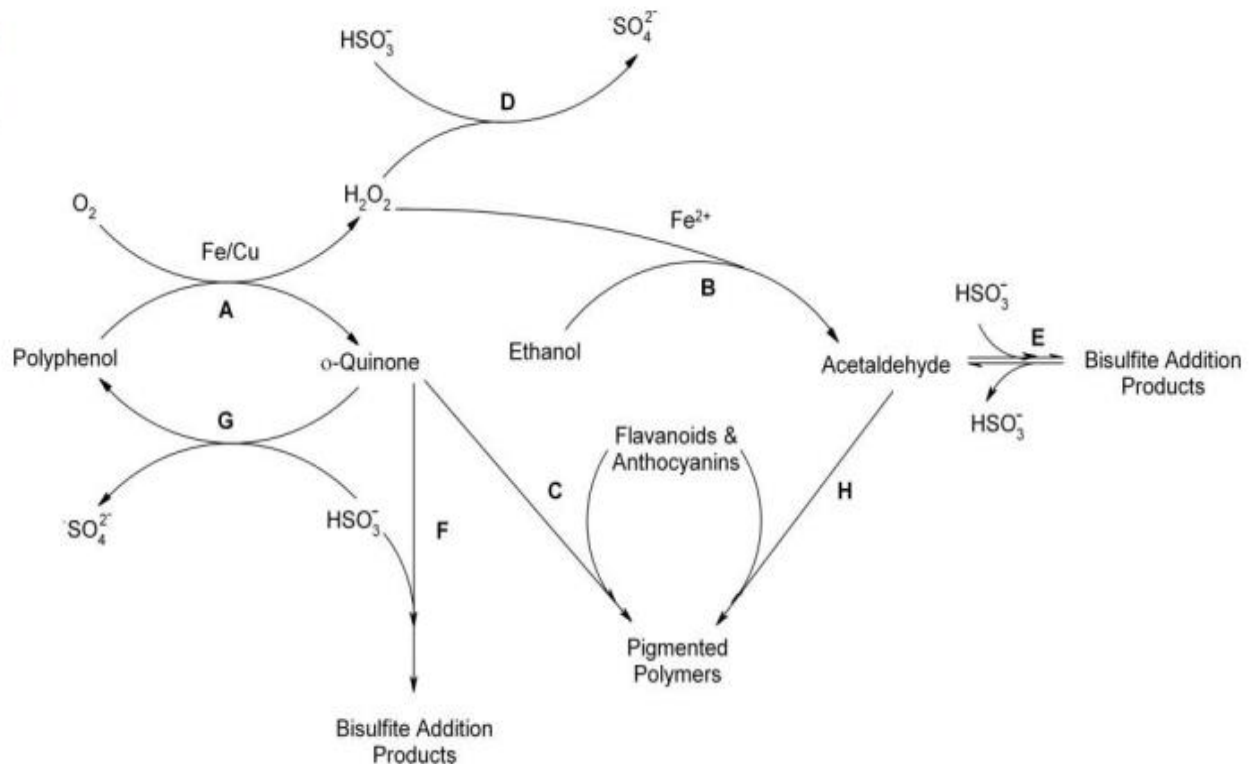 HSO₃⁻
SO₄²⁻
D
O₂
H₂O₂
Fe²⁺
Fe/Cu
A
B
HSO₃⁻
E
Polyphenol
o-Quinone
Ethanol
Acetaldehyde
Bisulfite Addition
Products
HSO₃⁻
G
Flavanoids &
Anthocyanins
C
H
SO₄²⁻
HSO₃⁻
F
Pigmented
Polymers
Bisulfite Addition
Products